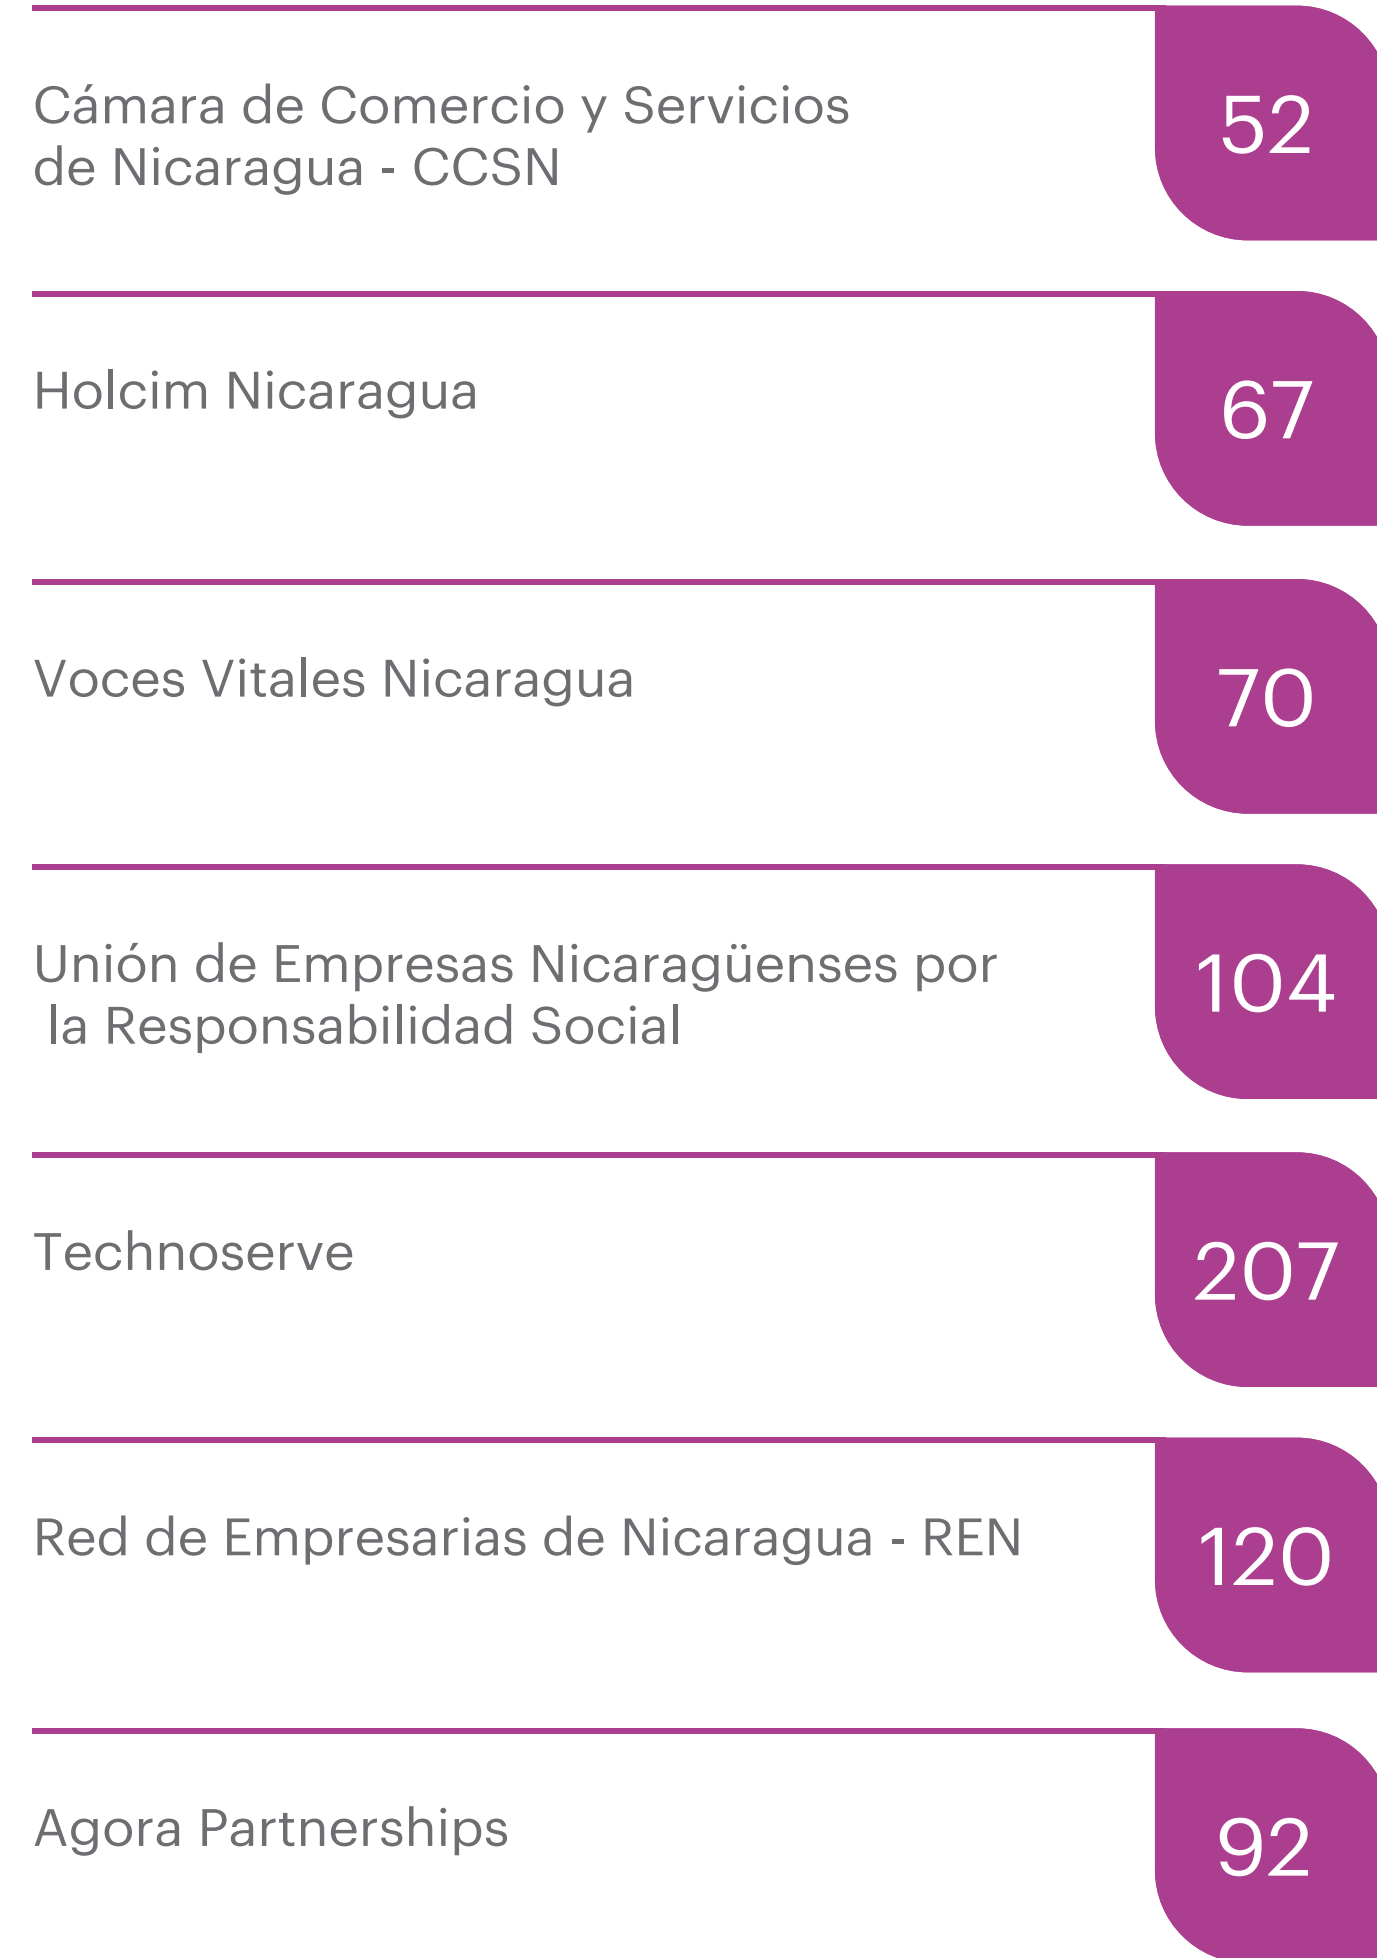 Cámara de Comercio y Servicios
de Nicaragua - CCSN
52
Holcim Nicaragua
67
Voces Vitales Nicaragua
70
Unión de Empresas Nicaragüenses por
la Responsabilidad Social
104
Technoserve
207
Red de Empresarias de Nicaragua - REN
120
Agora Partnerships
92